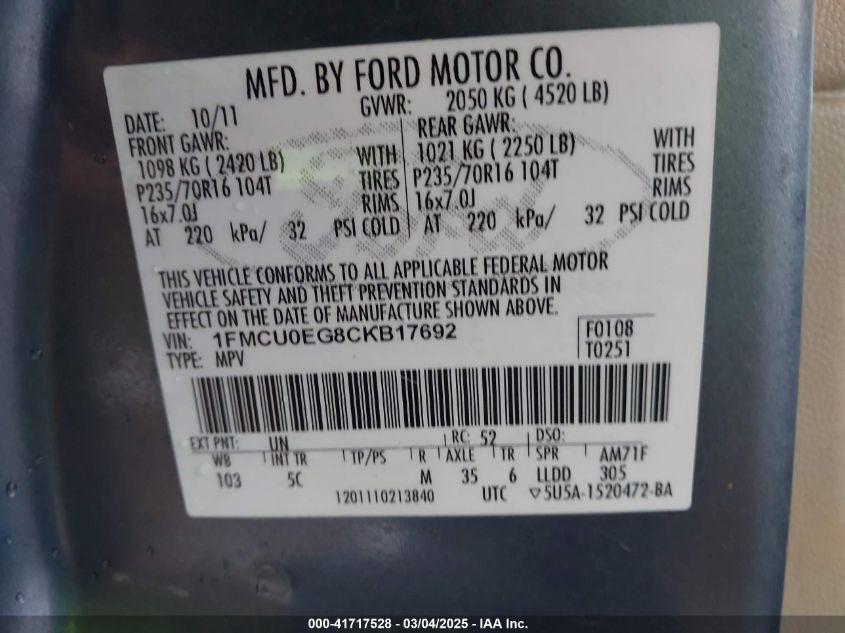 MFD. BY FORD MOTOR CO.
DATE: 10/11 GVWR: 2050 KG ( 4520 LB)
FRONT GAWR: REAR GAWR:
1098 KG ( 2420 LB) WITH 1021 KG ( 2250 LB) WITH
P235/70R16 104T TIRES P235/70R16 104T TIRES
16x7.0J RIMS 16x7.0J RIMS
AT 220 kPa/ 32 PSI COLD AT 220 kPa/ 32 PSI COLD
THIS VEHICLE CONFORMS TO ALL APPLICABLE FEDERAL MOTOR
VEHICLE SAFETY AND THEFT PREVENTION STANDARDS IN
EFFECT ON THE DATE OF MANUFACTURE SHOWN ABOVE.
VIN: 1FMCU0EG8CKB17692 F0108
TYPE: MPV T0251
EXT PNT: UN RC: 52 DSO:
WB INT TR TP/PS R AXLE TR SPR AM71F
103 5C M 35 6 LLDD 305
1201110213840 UTC ▽5U5A-1520472-BA
000-41717528 - 03/04/2025 - IAA Inc.